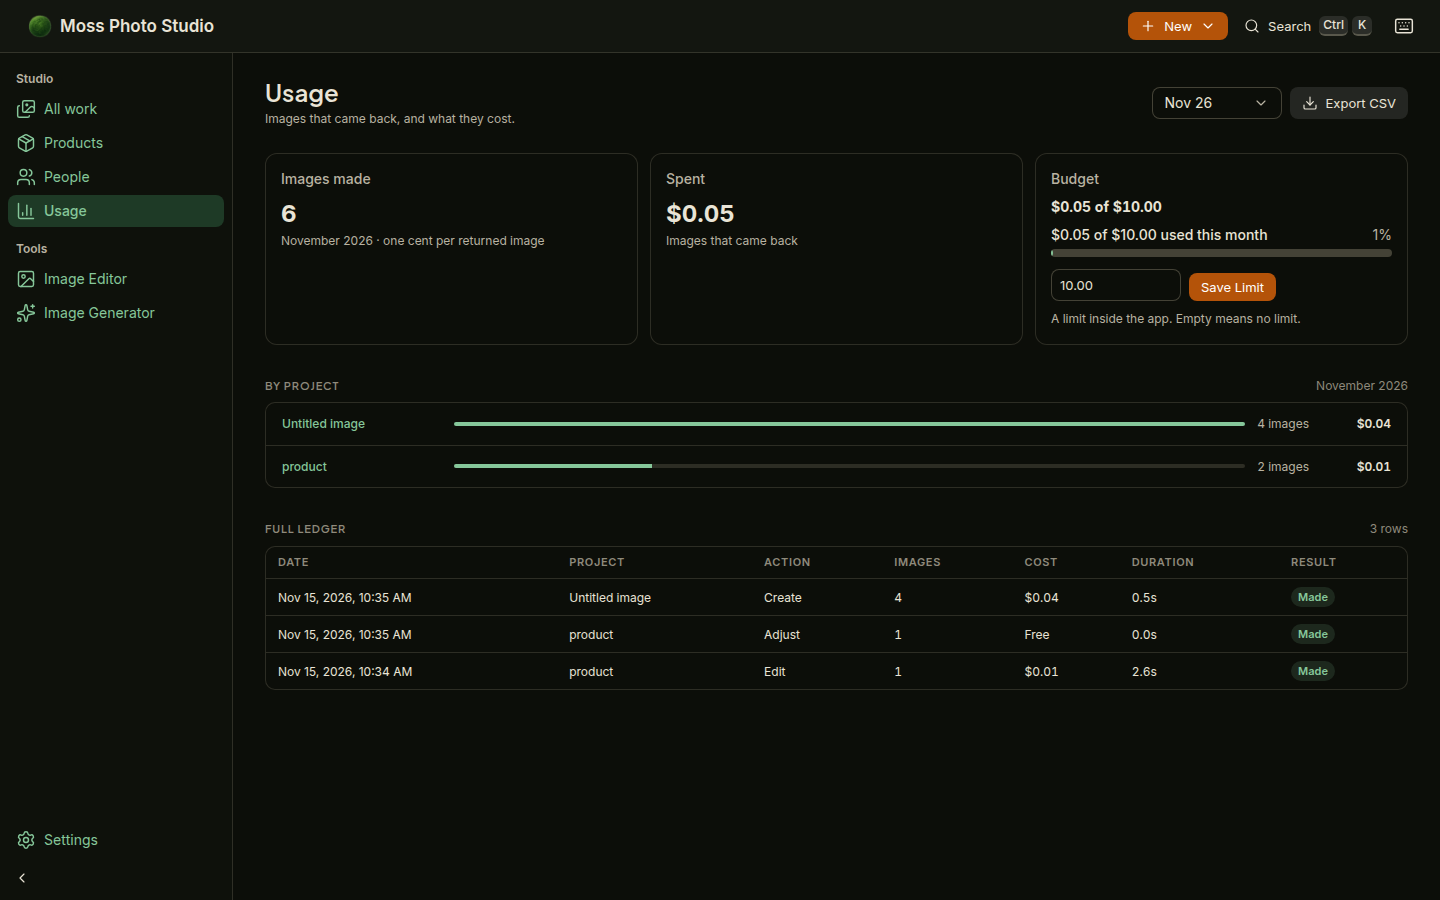 Moss Photo Studio
New
Search Ctrl K
Studio
All work
Products
People
Usage
Tools
Image Editor
Image Generator
Settings
Usage
Images that came back, and what they cost.
Nov 26
Export CSV
Images made
6
November 2026 · one cent per returned image
Spent
$0.05
Images that came back
Budget
$0.05 of $10.00
$0.05 of $10.00 used this month 1%
10.00
Save Limit
A limit inside the app. Empty means no limit.
BY PROJECT November 2026
Untitled image 4 images $0.04
product 2 images $0.01
FULL LEDGER 3 rows
DATE PROJECT ACTION IMAGES COST DURATION RESULT
Nov 15, 2026, 10:35 AM Untitled image Create 4 $0.04 0.5s Made
Nov 15, 2026, 10:35 AM product Adjust 1 Free 0.0s Made
Nov 15, 2026, 10:34 AM product Edit 1 $0.01 2.6s Made